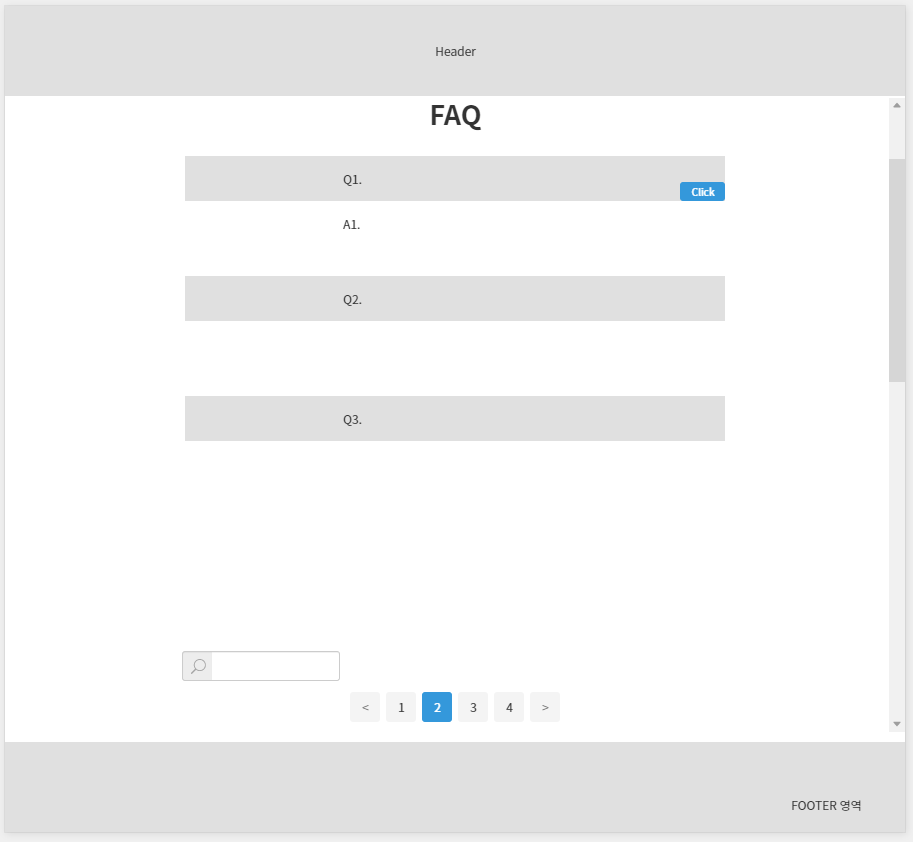 Header
FAQ
Q1.
Click
A1.
Q2.
Q3.
< 1 2 3 4 >
FOOTER 영역